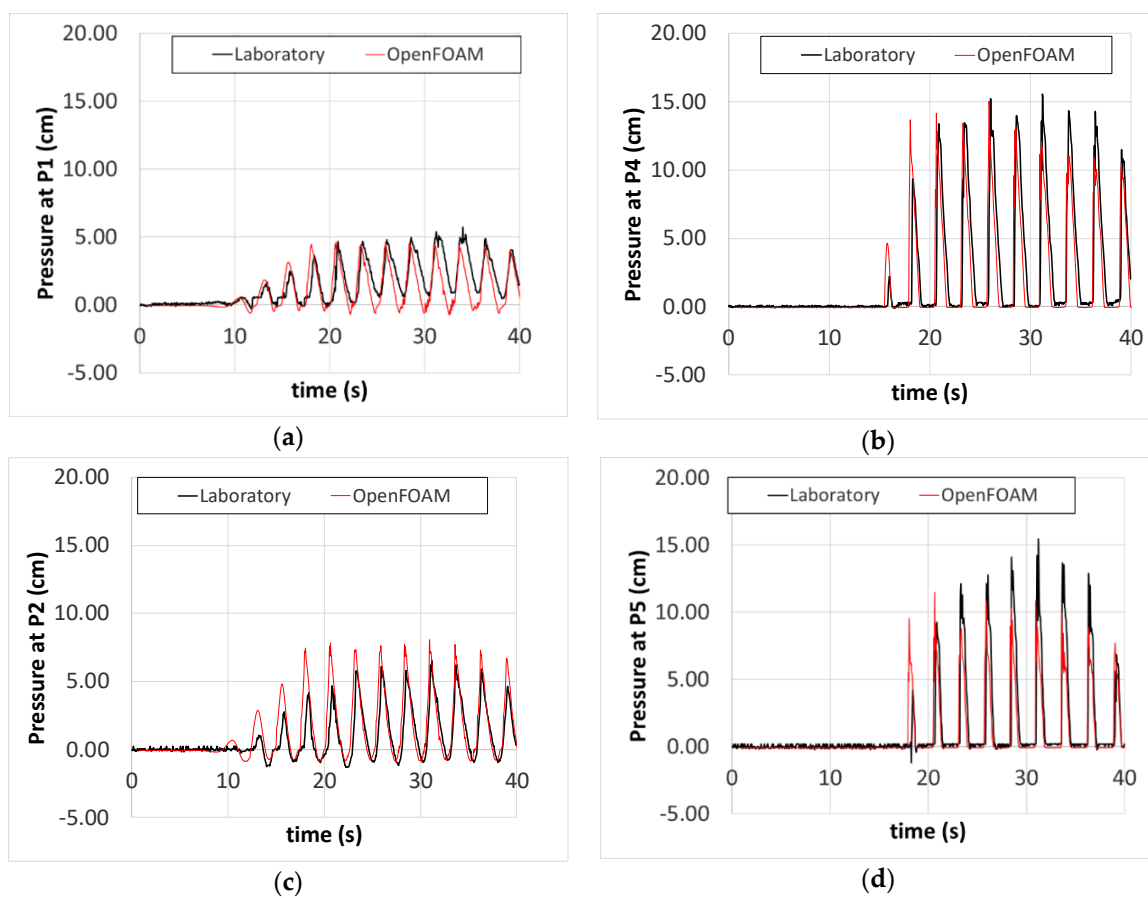 20.00
Laboratory OpenFOAM
15.00
10.00
5.00
0.00
0 10 20 30 40
-5.00
Pressure at P1 (cm)
time (s)
(a)
20.00
Laboratory OpenFOAM
15.00
10.00
5.00
0.00
0 10 20 30 40
-5.00
Pressure at P4 (cm)
time (s)
(b)
20.00
Laboratory OpenFOAM
15.00
10.00
5.00
0.00
0 10 20 30 40
-5.00
Pressure at P2 (cm)
time (s)
(c)
20.00
Laboratory OpenFOAM
15.00
10.00
5.00
0.00
0 10 20 30 40
-5.00
Pressure at P5 (cm)
time (s)
(d)